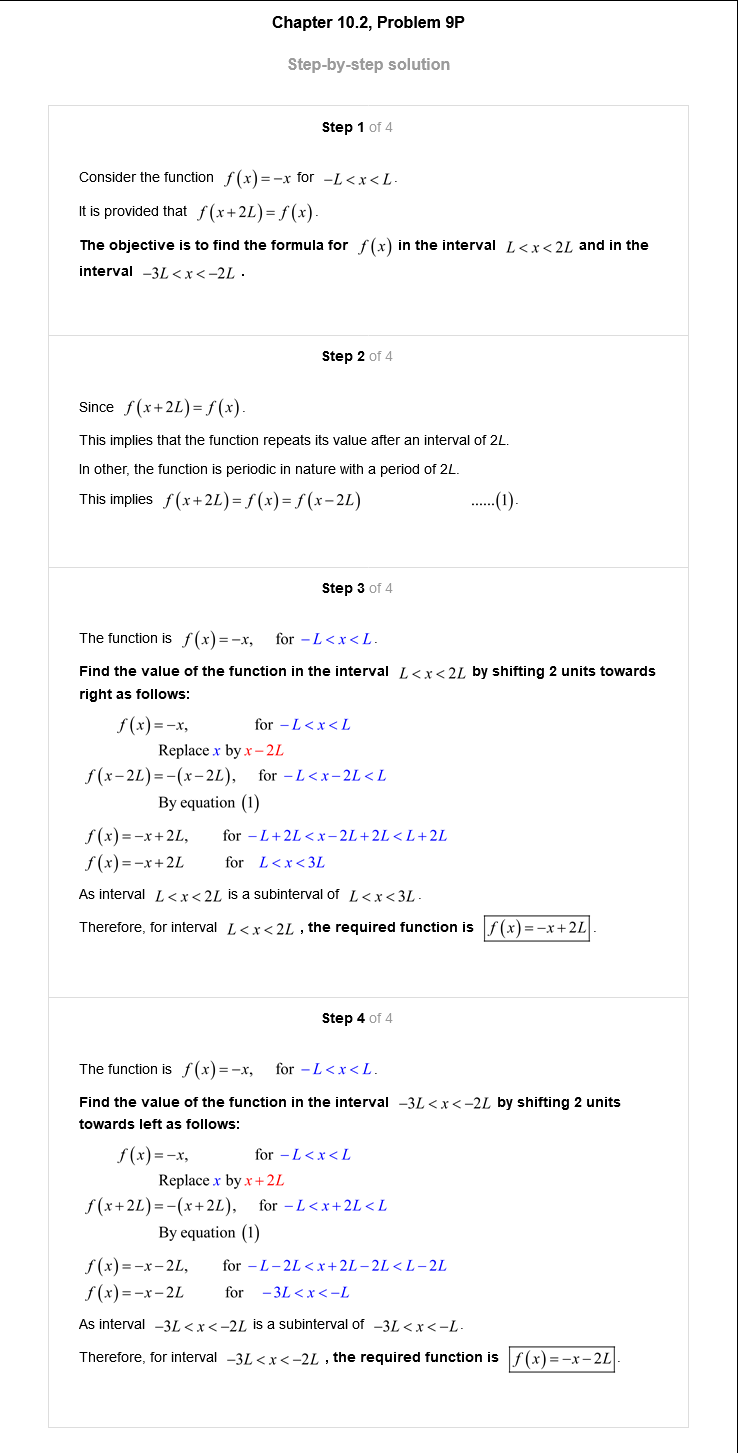 Chapter 10.2, Problem 9P
Step-by-step solution
Step 1 of 4
Consider the function f(x)=−x for −L<x<L.
It is provided that f(x+2L)=f(x).
The objective is to find the formula for f(x) in the interval L<x<2L and in the
interval −3L<x<−2L .
Step 2 of 4
Since f(x+2L)=f(x).
This implies that the function repeats its value after an interval of 2L.
In other, the function is periodic in nature with a period of 2L.
This implies f(x+2L)=f(x)=f(x−2L) ......(1).
Step 3 of 4
The function is f(x)=−x, for −L<x<L.
Find the value of the function in the interval L<x<2L by shifting 2 units towards
right as follows:
f(x)=−x, for −L<x<L
Replace x by x−2L
f(x−2L)=−(x−2L), for −L<x−2L<L
By equation (1)
f(x)=−x+2L, for −L+2L<x−2L+2L<L+2L
f(x)=−x+2L for L<x<3L
As interval L<x<2L is a subinterval of L<x<3L.
Therefore, for interval L<x<2L , the required function is f(x)=−x+2L.
Step 4 of 4
The function is f(x)=−x, for −L<x<L.
Find the value of the function in the interval −3L<x<−2L by shifting 2 units
towards left as follows:
f(x)=−x, for −L<x<L
Replace x by x+2L
f(x+2L)=−(x+2L), for −L<x+2L<L
By equation (1)
f(x)=−x−2L, for −L−2L<x+2L−2L<L−2L
f(x)=−x−2L for −3L<x<−L
As interval −3L<x<−2L is a subinterval of −3L<x<−L.
Therefore, for interval −3L<x<−2L , the required function is f(x)=−x−2L.